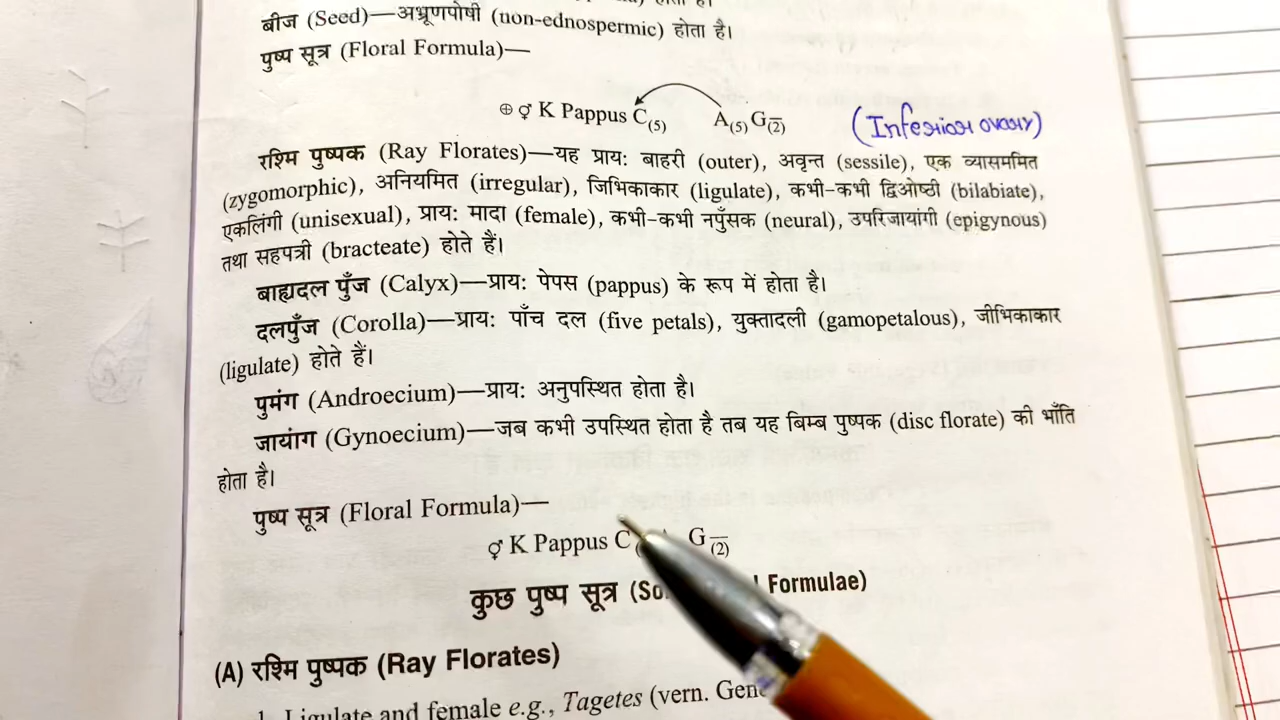 बीज (Seed)—अभ्रूणपोषी (non-ednospermic) होता है।
पुष्प सूत्र (Floral Formula)—
⊕ ⚥ K Pappus C(5) A(5) G(2̅) (Inferior ovary)
रश्मि पुष्पक (Ray Florates)—यह प्राय: बाहरी (outer), अवृन्त (sessile), एक व्यासममित
(zygomorphic), अनियमित (irregular), जिभिकाकार (ligulate), कभी-कभी द्विओष्ठी (bilabiate),
एकलिंगी (unisexual), प्राय: मादा (female), कभी-कभी नपुँसक (neural), उपरिजायांगी (epigynous)
तथा सहपत्री (bracteate) होते हैं।
बाह्यदल पुँज (Calyx)—प्राय: पेपस (pappus) के रूप में होता है।
दलपुँज (Corolla)—प्राय: पाँच दल (five petals), युक्तादली (gamopetalous), जीभिकाकार
(ligulate) होते हैं।
पुमंग (Androecium)—प्राय: अनुपस्थित होता है।
जायांग (Gynoecium)—जब कभी उपस्थित होता है तब यह बिम्ब पुष्पक (disc florate) की भाँति
होता है।
पुष्प सूत्र (Floral Formula)—
⚥ K Pappus C G(2̅)
कुछ पुष्प सूत्र Formulae)
(A) रश्मि पुष्पक (Ray Florates)
1. Ligulate and female e.g., Tagetes (vern.